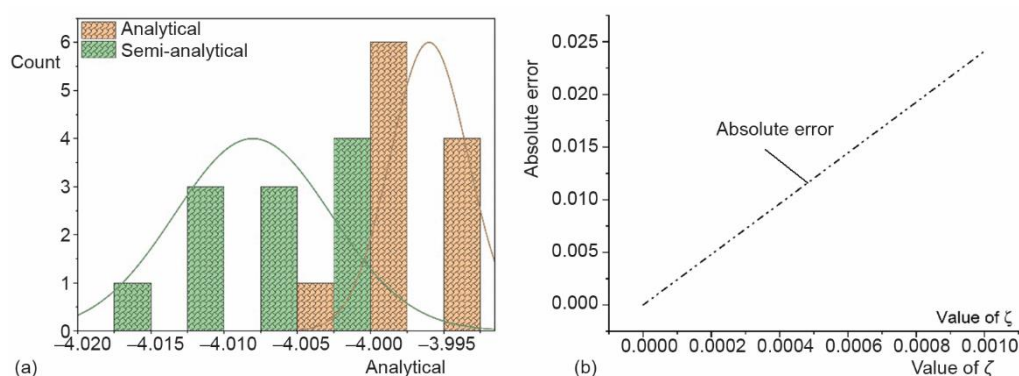 Analytical
Semi-analytical
Count
6
5
4
3
2
1
0
–4.020 –4.015 –4.010 –4.005 –4.000 –3.995
(a)
Analytical
Absolute error
0.025
0.020
0.015
0.010
0.005
0.000
Absolute error
Value of ζ
0.0000 0.0002 0.0004 0.0006 0.0008 0.0010
(b)
Value of ζ